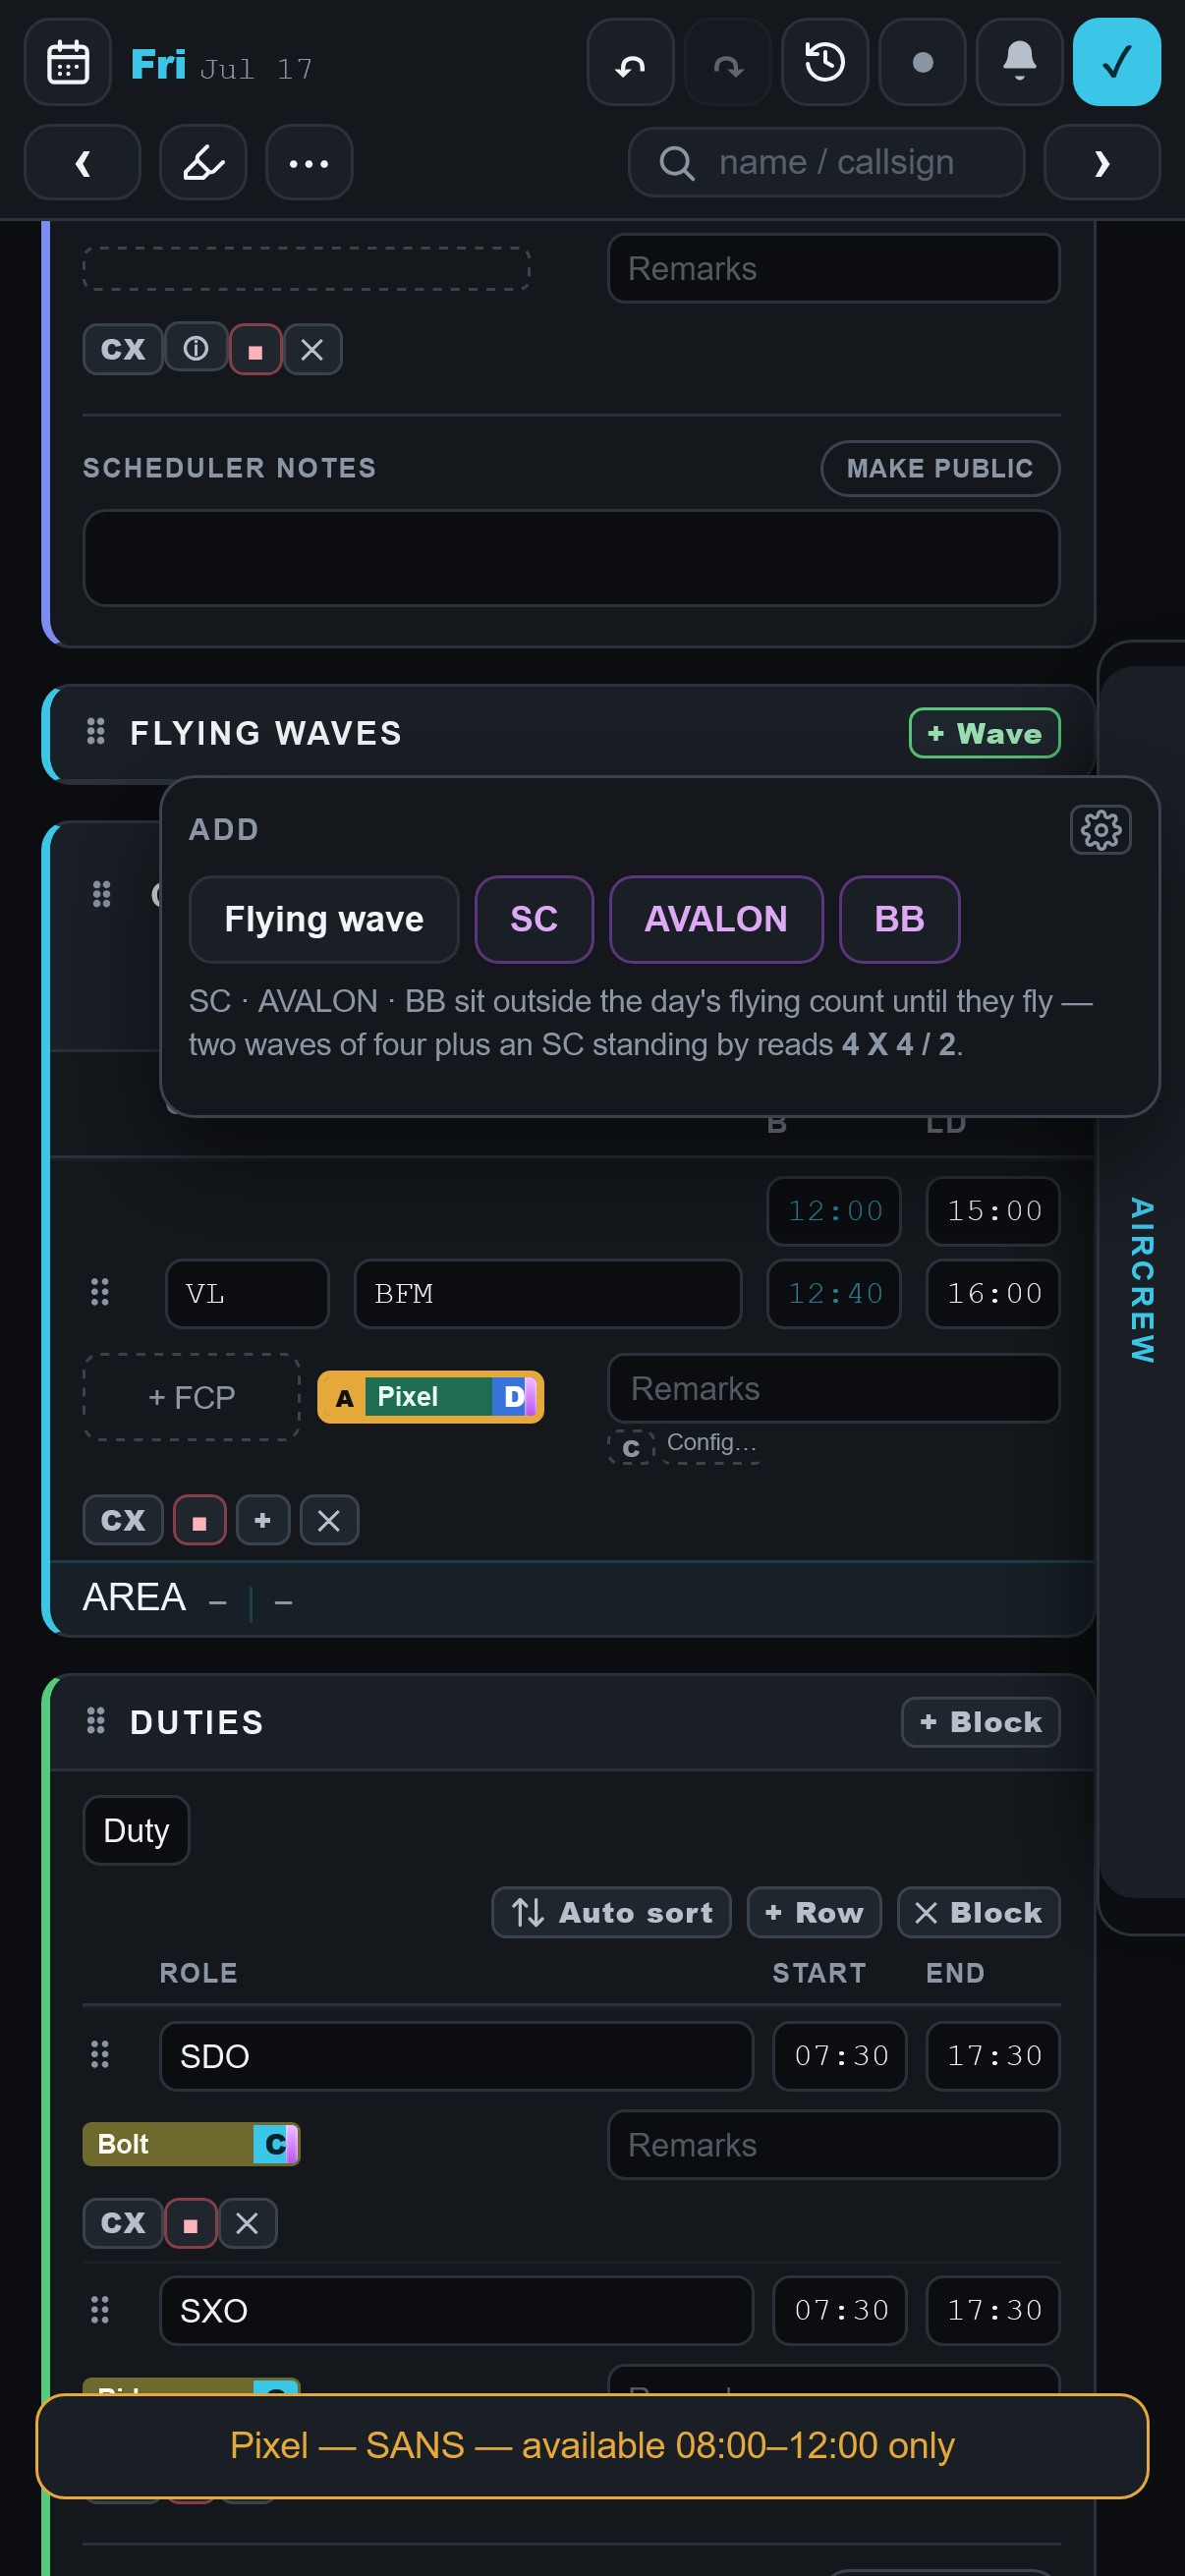 Fri Jul 17
name / callsign
Remarks
CX
SCHEDULER NOTES MAKE PUBLIC
FLYING WAVES + Wave
ADD
Flying wave SC AVALON BB
SC · AVALON · BB sit outside the day's flying count until they fly —
two waves of four plus an SC standing by reads 4 X 4 / 2.
B LD
12:00 15:00
VL BFM 12:40 16:00
+ FCP A Pixel D Remarks
C Config...
CX + 
AREA – | –
AIRCREW
DUTIES + Block
Duty
Auto sort + Row × Block
ROLE START END
SDO 07:30 17:30
Bolt C Remarks
CX
SXO 07:30 17:30
Pixel — SANS — available 08:00–12:00 only